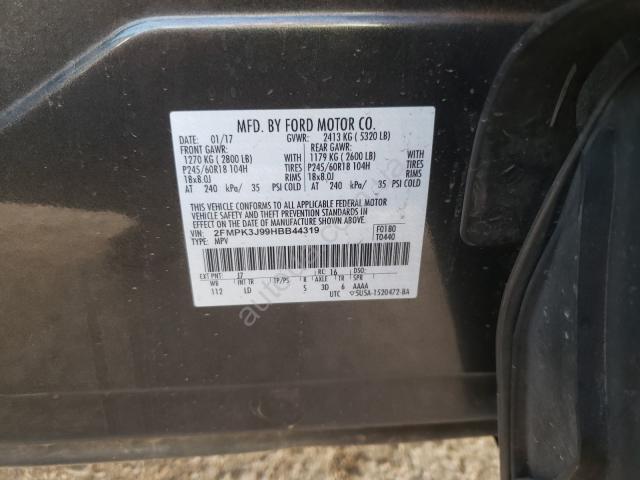 MFD. BY FORD MOTOR CO.
DATE: 01/17 GVWR: 2413 KG ( 5320 LB)
FRONT GAWR: REAR GAWR:
1270 KG ( 2800 LB) WITH 1179 KG ( 2600 LB) WITH
P245/60R18 104H TIRES P245/60R18 104H TIRES
18x8.0J RIMS 18x8.0J RIMS
AT 240 kPa/ 35 PSI COLD AT 240 kPa/ 35 PSI COLD
THIS VEHICLE CONFORMS TO ALL APPLICABLE FEDERAL MOTOR
VEHICLE SAFETY AND THEFT PREVENTION STANDARDS IN
EFFECT ON THE DATE OF MANUFACTURE SHOWN ABOVE.
VIN: 2FMPK3J99HBB44319 F0180
TYPE: MPV T0440
EXT PNT: J7 RC: 16 DSO:
WB INT TR TP/PS R AXLE TR SPR
112 LD S 3D 6 AAAA
UTC 5U5A-1520472-BA